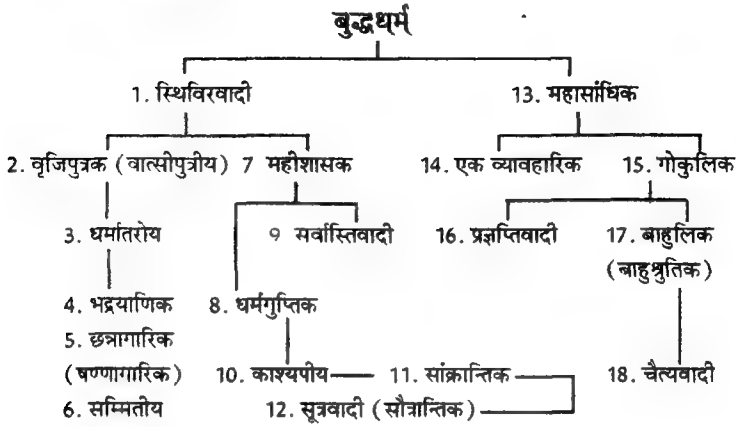 बुद्धधर्म
1. स्थिविरवादी 13. महासांधिक
2. वृजिपुत्रक (वात्सीपुत्रीय) 7 महीशासक 14. एक व्यावहारिक 15. गोकुलिक
3. धर्मातरोय 9 सर्वास्तिवादी 16. प्रज्ञप्तिवादी 17. बाहुलिक
(बाहुश्रुतिक)
4. भद्रयाणिक 8. धर्मगुप्तिक
5. छन्नागारिक
(षण्णागारिक) 10. काश्यपीय 11. सांक्रान्तिक 18. चैत्यवादी
6. सम्मितीय 12. सूत्रवादी (सौत्रान्तिक)